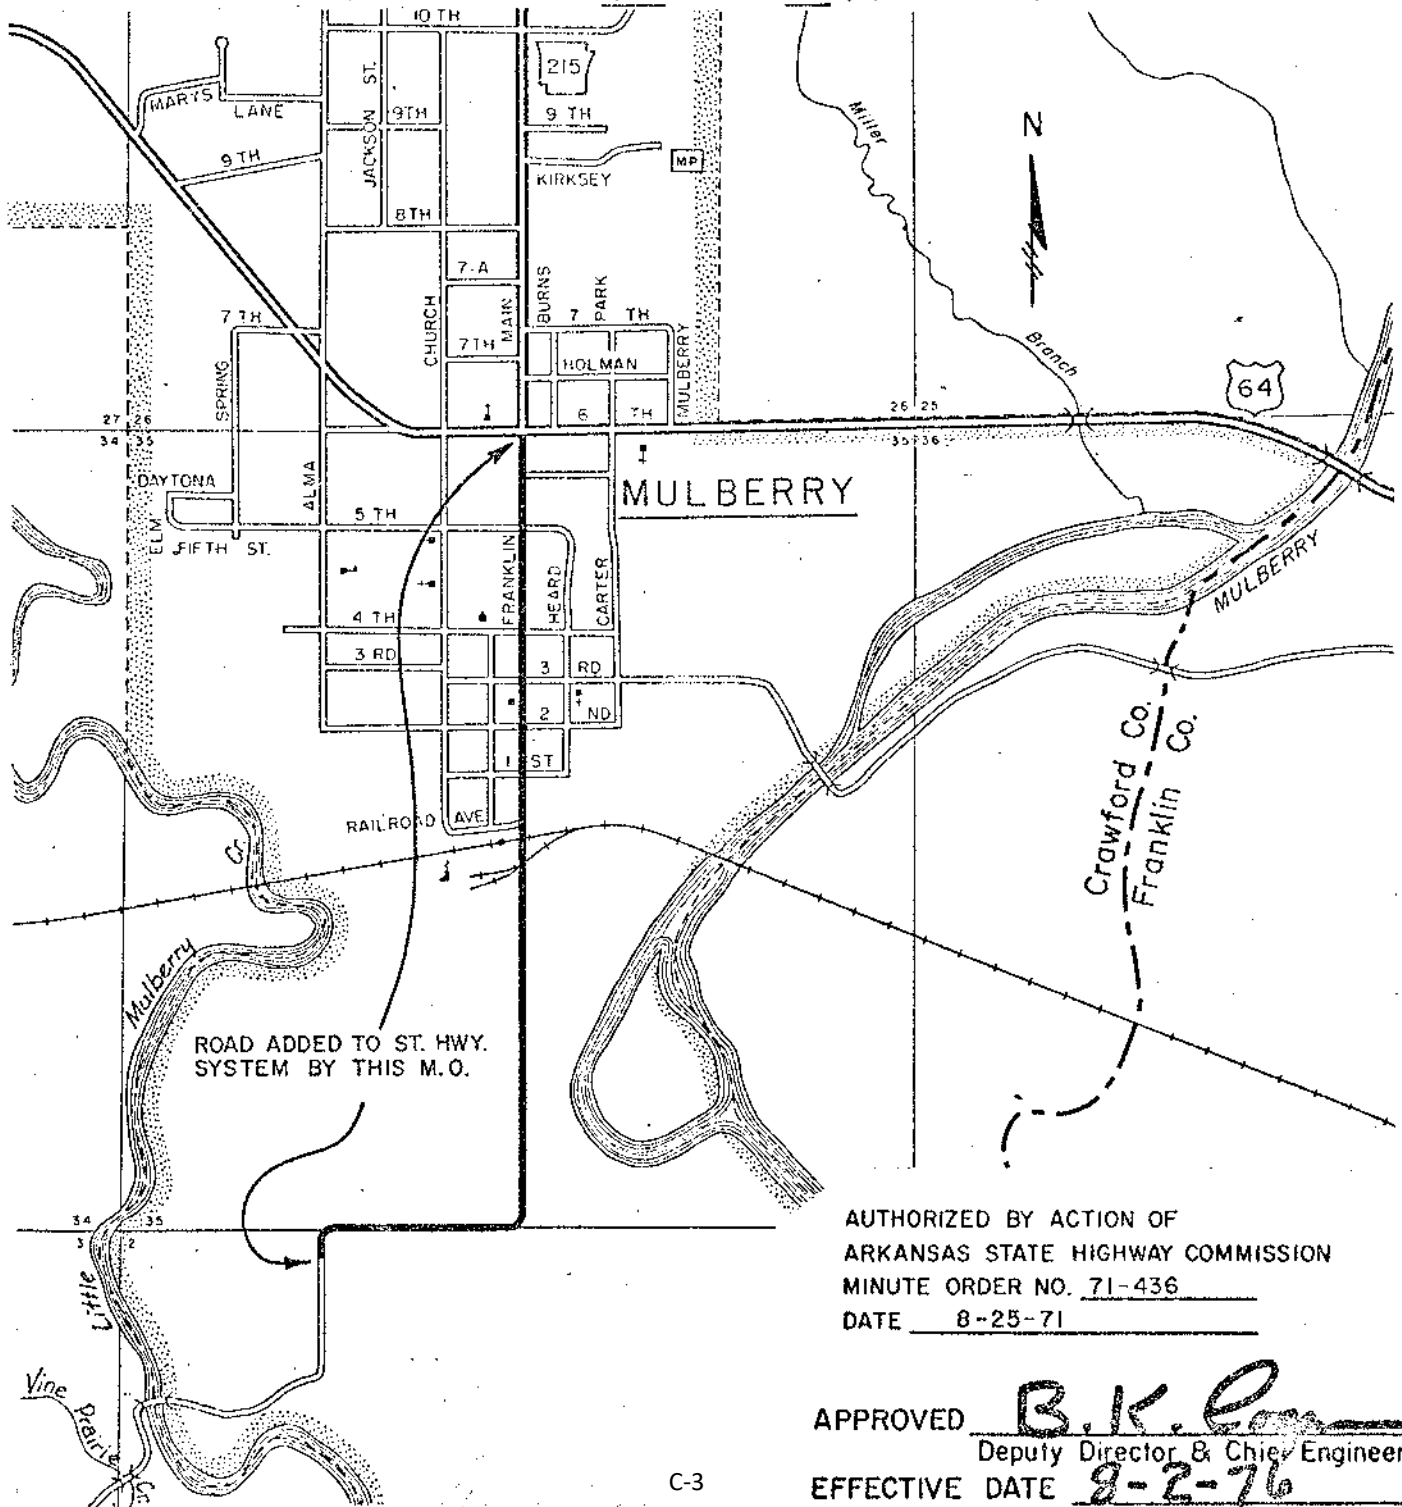 10 TH
215
JACKSON ST.
MARYS
LANE
9TH
9 TH
9 TH
MP
KIRKSEY
8TH
7-A
Miller
Branch
N
CHURCH
MAIN
BURNS
PARK
7 TH
7 TH
7TH
HOLMAN
MULBERRY
6 TH
SPRING
64
27 26
34 35
26 25
35 36
DAYTONA
ALMA
MULBERRY
5 TH
ELM
FIFTH ST.
FRANKLIN
HEARD
CARTER
MULBERRY
4 TH
3 RD
3 RD
2 ND
1 ST
RAILROAD AVE
Crawford Co.
Franklin Co.
Mulberry
Cr.
ROAD ADDED TO ST. HWY.
SYSTEM BY THIS M.O.
34 35
3 2
Little
Vine
Prairie
Cr.
AUTHORIZED BY ACTION OF
ARKANSAS STATE HIGHWAY COMMISSION
MINUTE ORDER NO. 71-436
DATE 8-25-71
APPROVED B.K.
Deputy Director & Chief Engineer
EFFECTIVE DATE 8-2-76
C-3